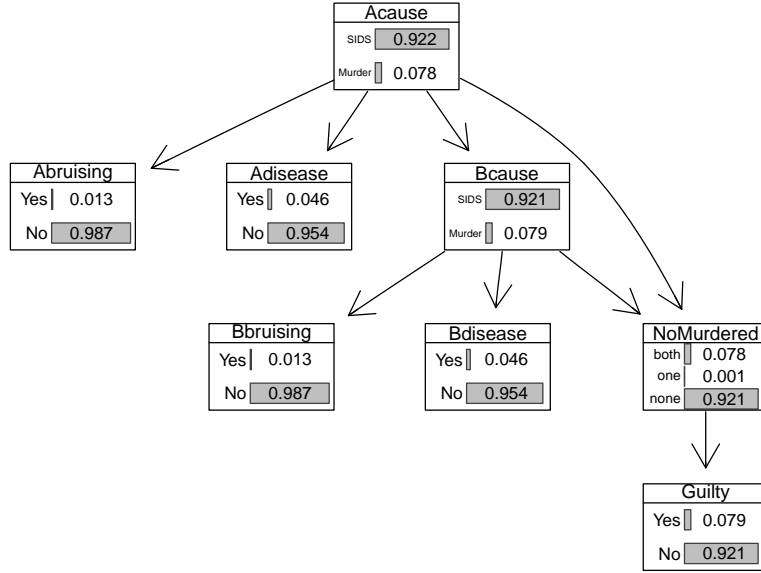 Acause
SIDS 0.922
Murder 0.078
Abruising
Yes 0.013
No 0.987
Adisease
Yes 0.046
No 0.954
Bcause
SIDS 0.921
Murder 0.079
Bbruising
Yes 0.013
No 0.987
Bdisease
Yes 0.046
No 0.954
NoMurdered
both 0.078
one 0.001
none 0.921
Guilty
Yes 0.079
No 0.921